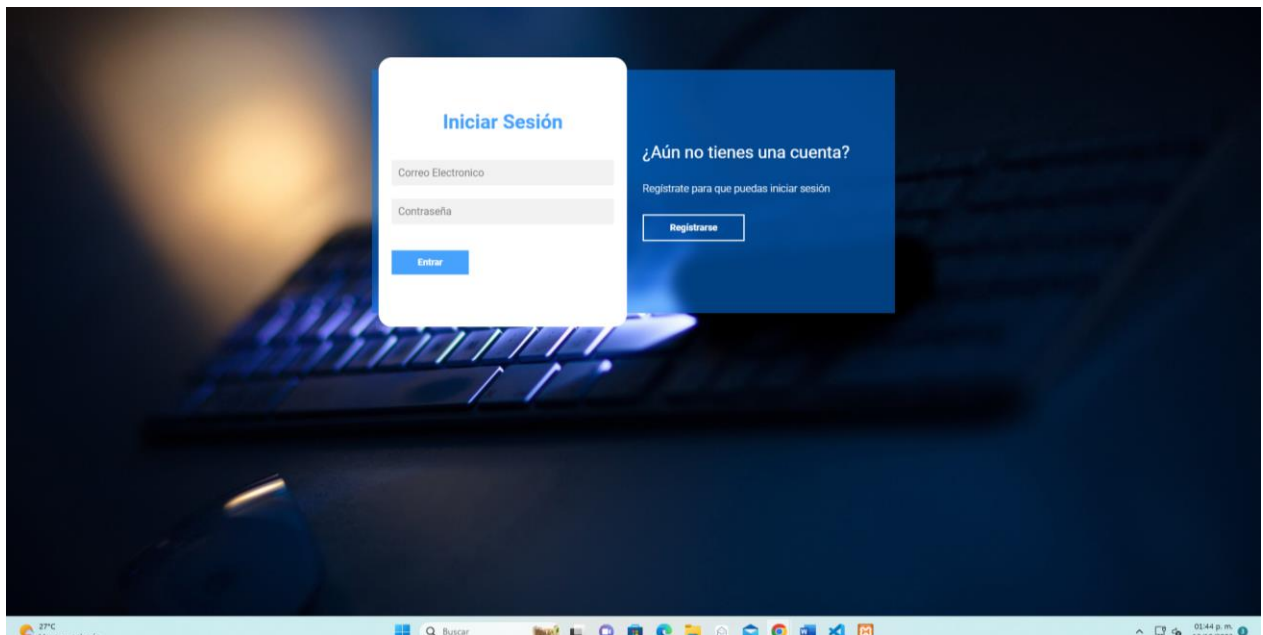 Iniciar Sesión
Correo Electronico
Contraseña
Entrar
¿Aún no tienes una cuenta?
Regístrate para que puedas iniciar sesión
Registrarse
27°C
Buscar
01:44 p. m.